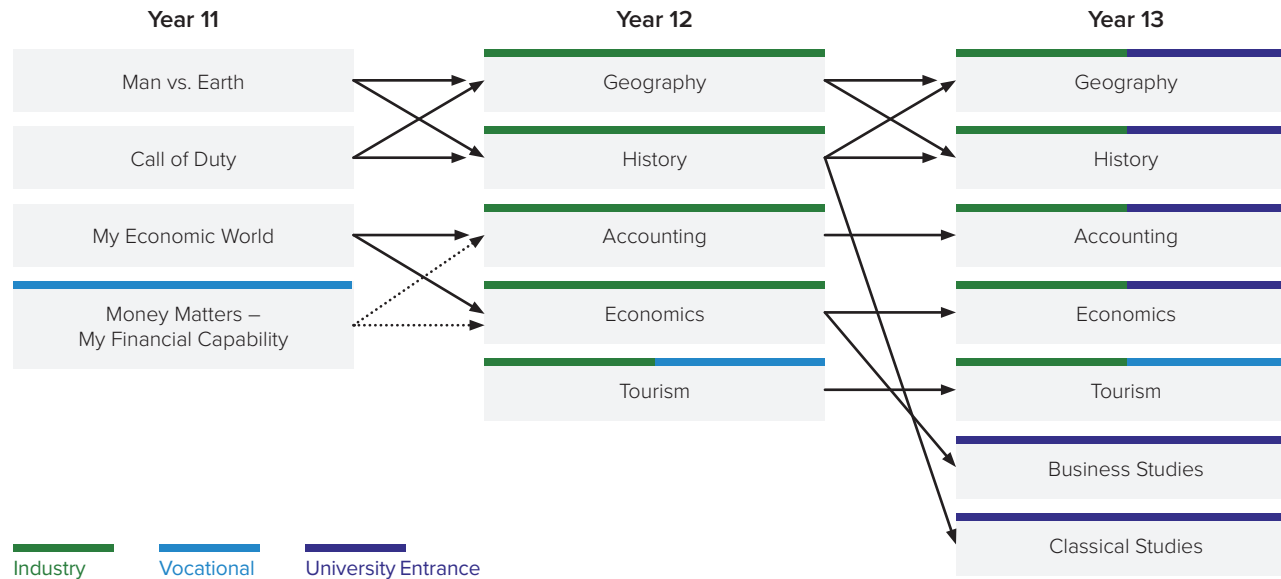 Year 11
Year 12
Year 13
Man vs. Earth
Geography
Geography
Call of Duty
History
History
My Economic World
Accounting
Accounting
Money Matters –
My Financial Capability
Economics
Economics
Tourism
Tourism
Business Studies
Classical Studies
Industry
Vocational
University Entrance